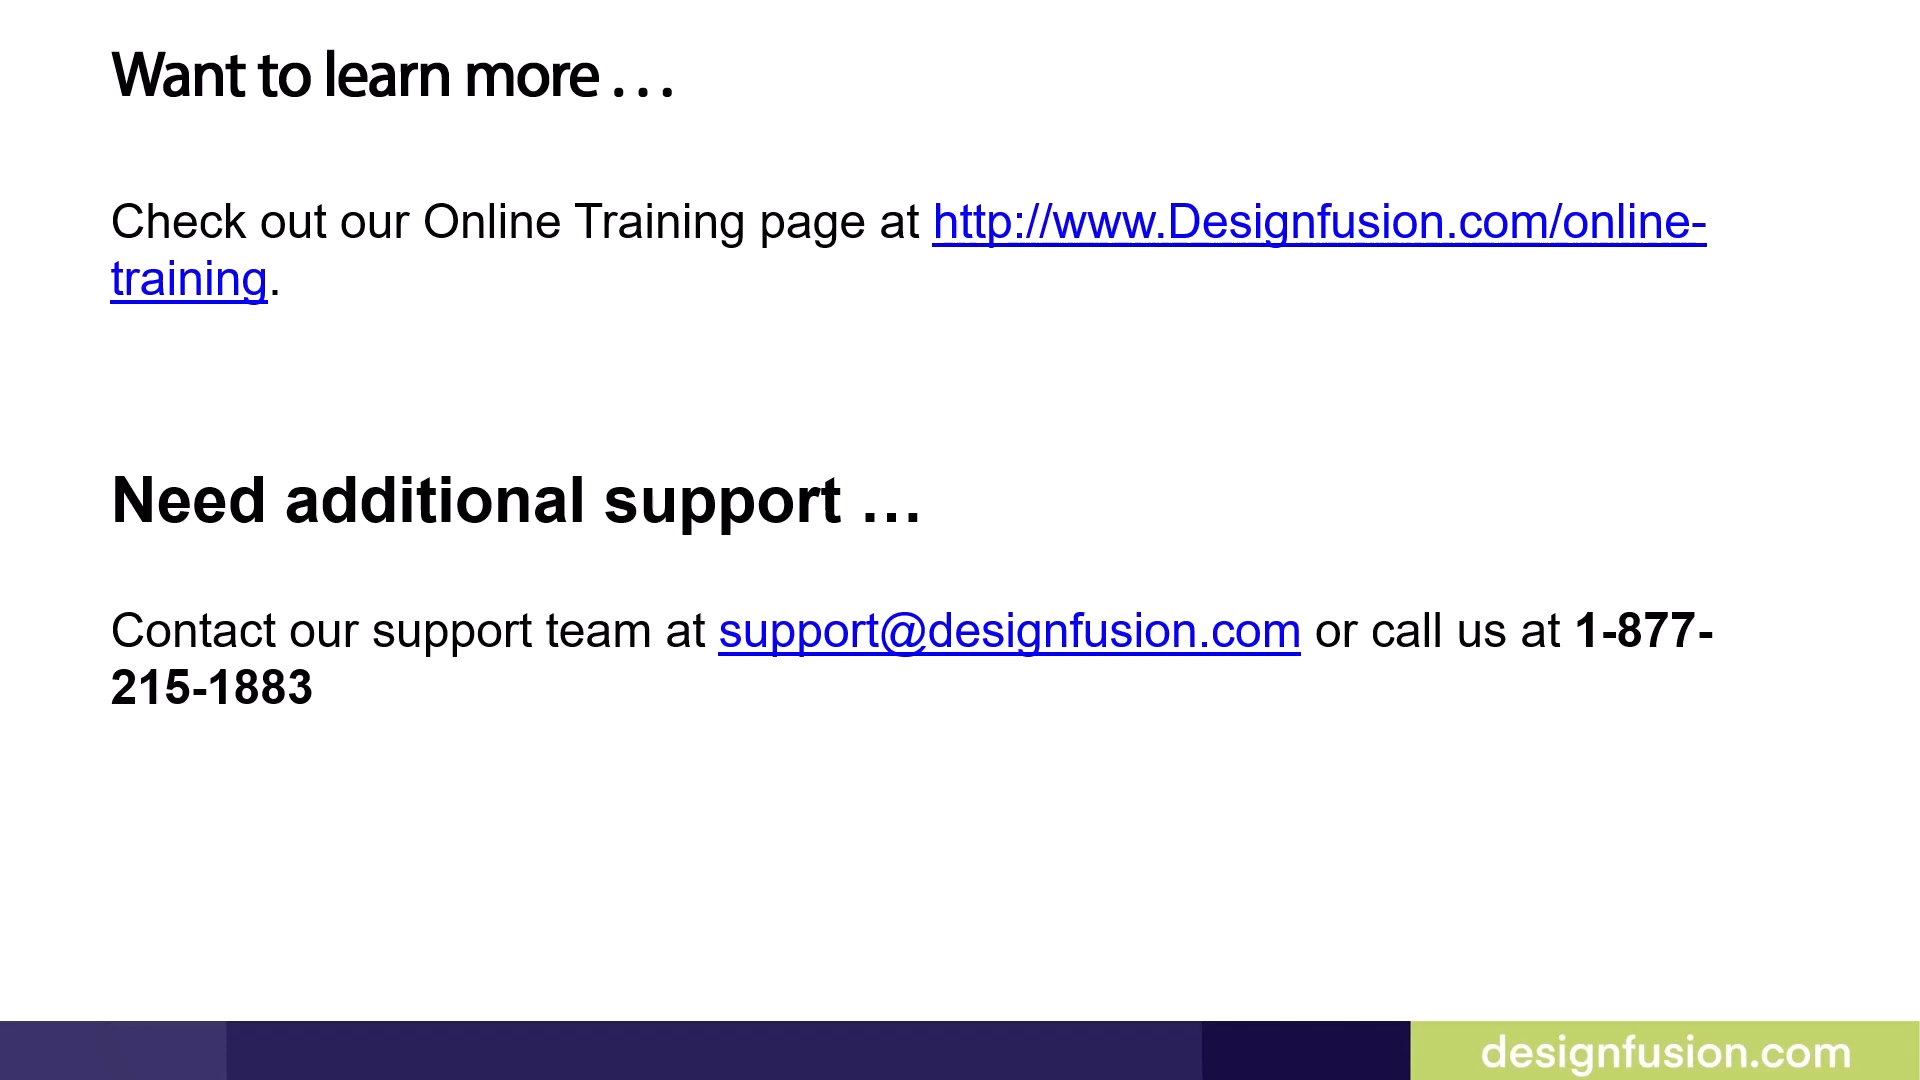 Want to learn more . . .
Check out our Online Training page at http://www.Designfusion.com/online-
training.
Need additional support …
Contact our support team at support@designfusion.com or call us at 1-877-
215-1883
designfusion.com